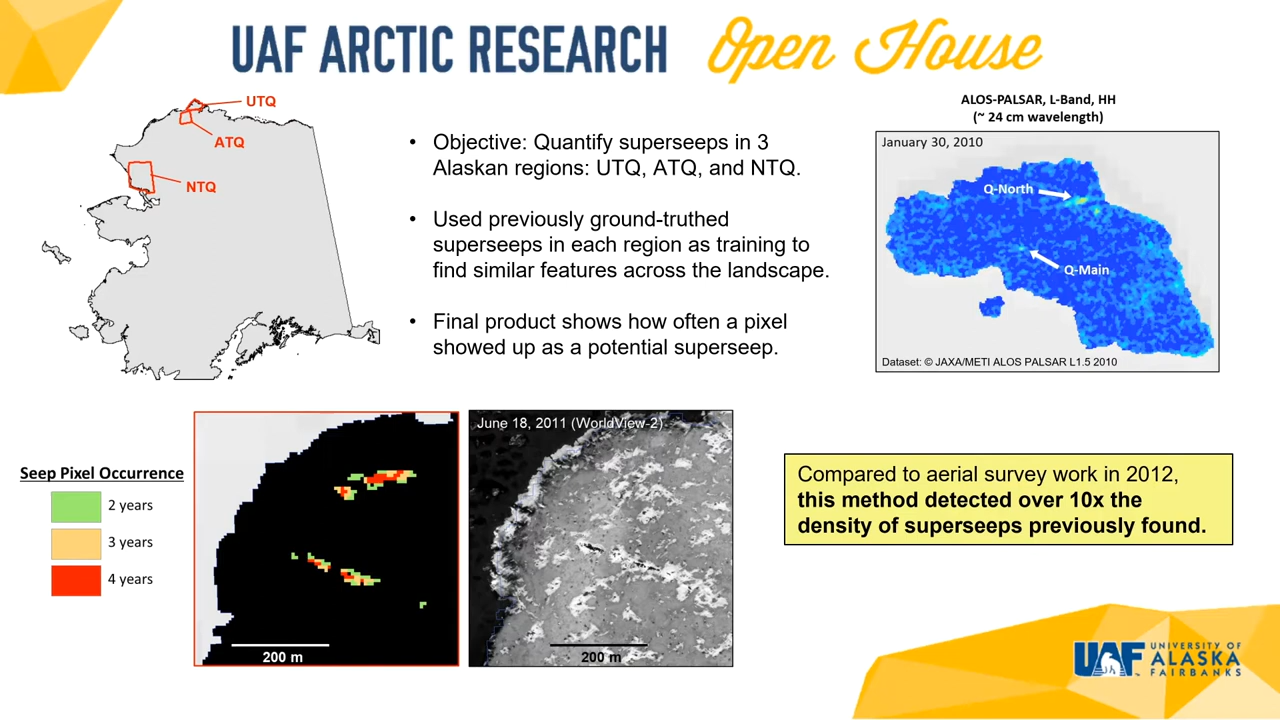 UAF ARCTIC RESEARCH Open House
UTQ
ATQ
NTQ
• Objective: Quantify superseeps in 3
Alaskan regions: UTQ, ATQ, and NTQ.
• Used previously ground-truthed
superseeps in each region as training to
find similar features across the landscape.
• Final product shows how often a pixel
showed up as a potential superseep.
ALOS-PALSAR, L-Band, HH
(~ 24 cm wavelength)
January 30, 2010
Q-North
Q-Main
Dataset: © JAXA/METI ALOS PALSAR L1.5 2010
Seep Pixel Occurrence
2 years
3 years
4 years
200 m
June 18, 2011 (WorldView-2)
200 m
Compared to aerial survey work in 2012,
this method detected over 10x the
density of superseeps previously found.
UAF
UNIVERSITY OF
ALASKA
FAIRBANKS